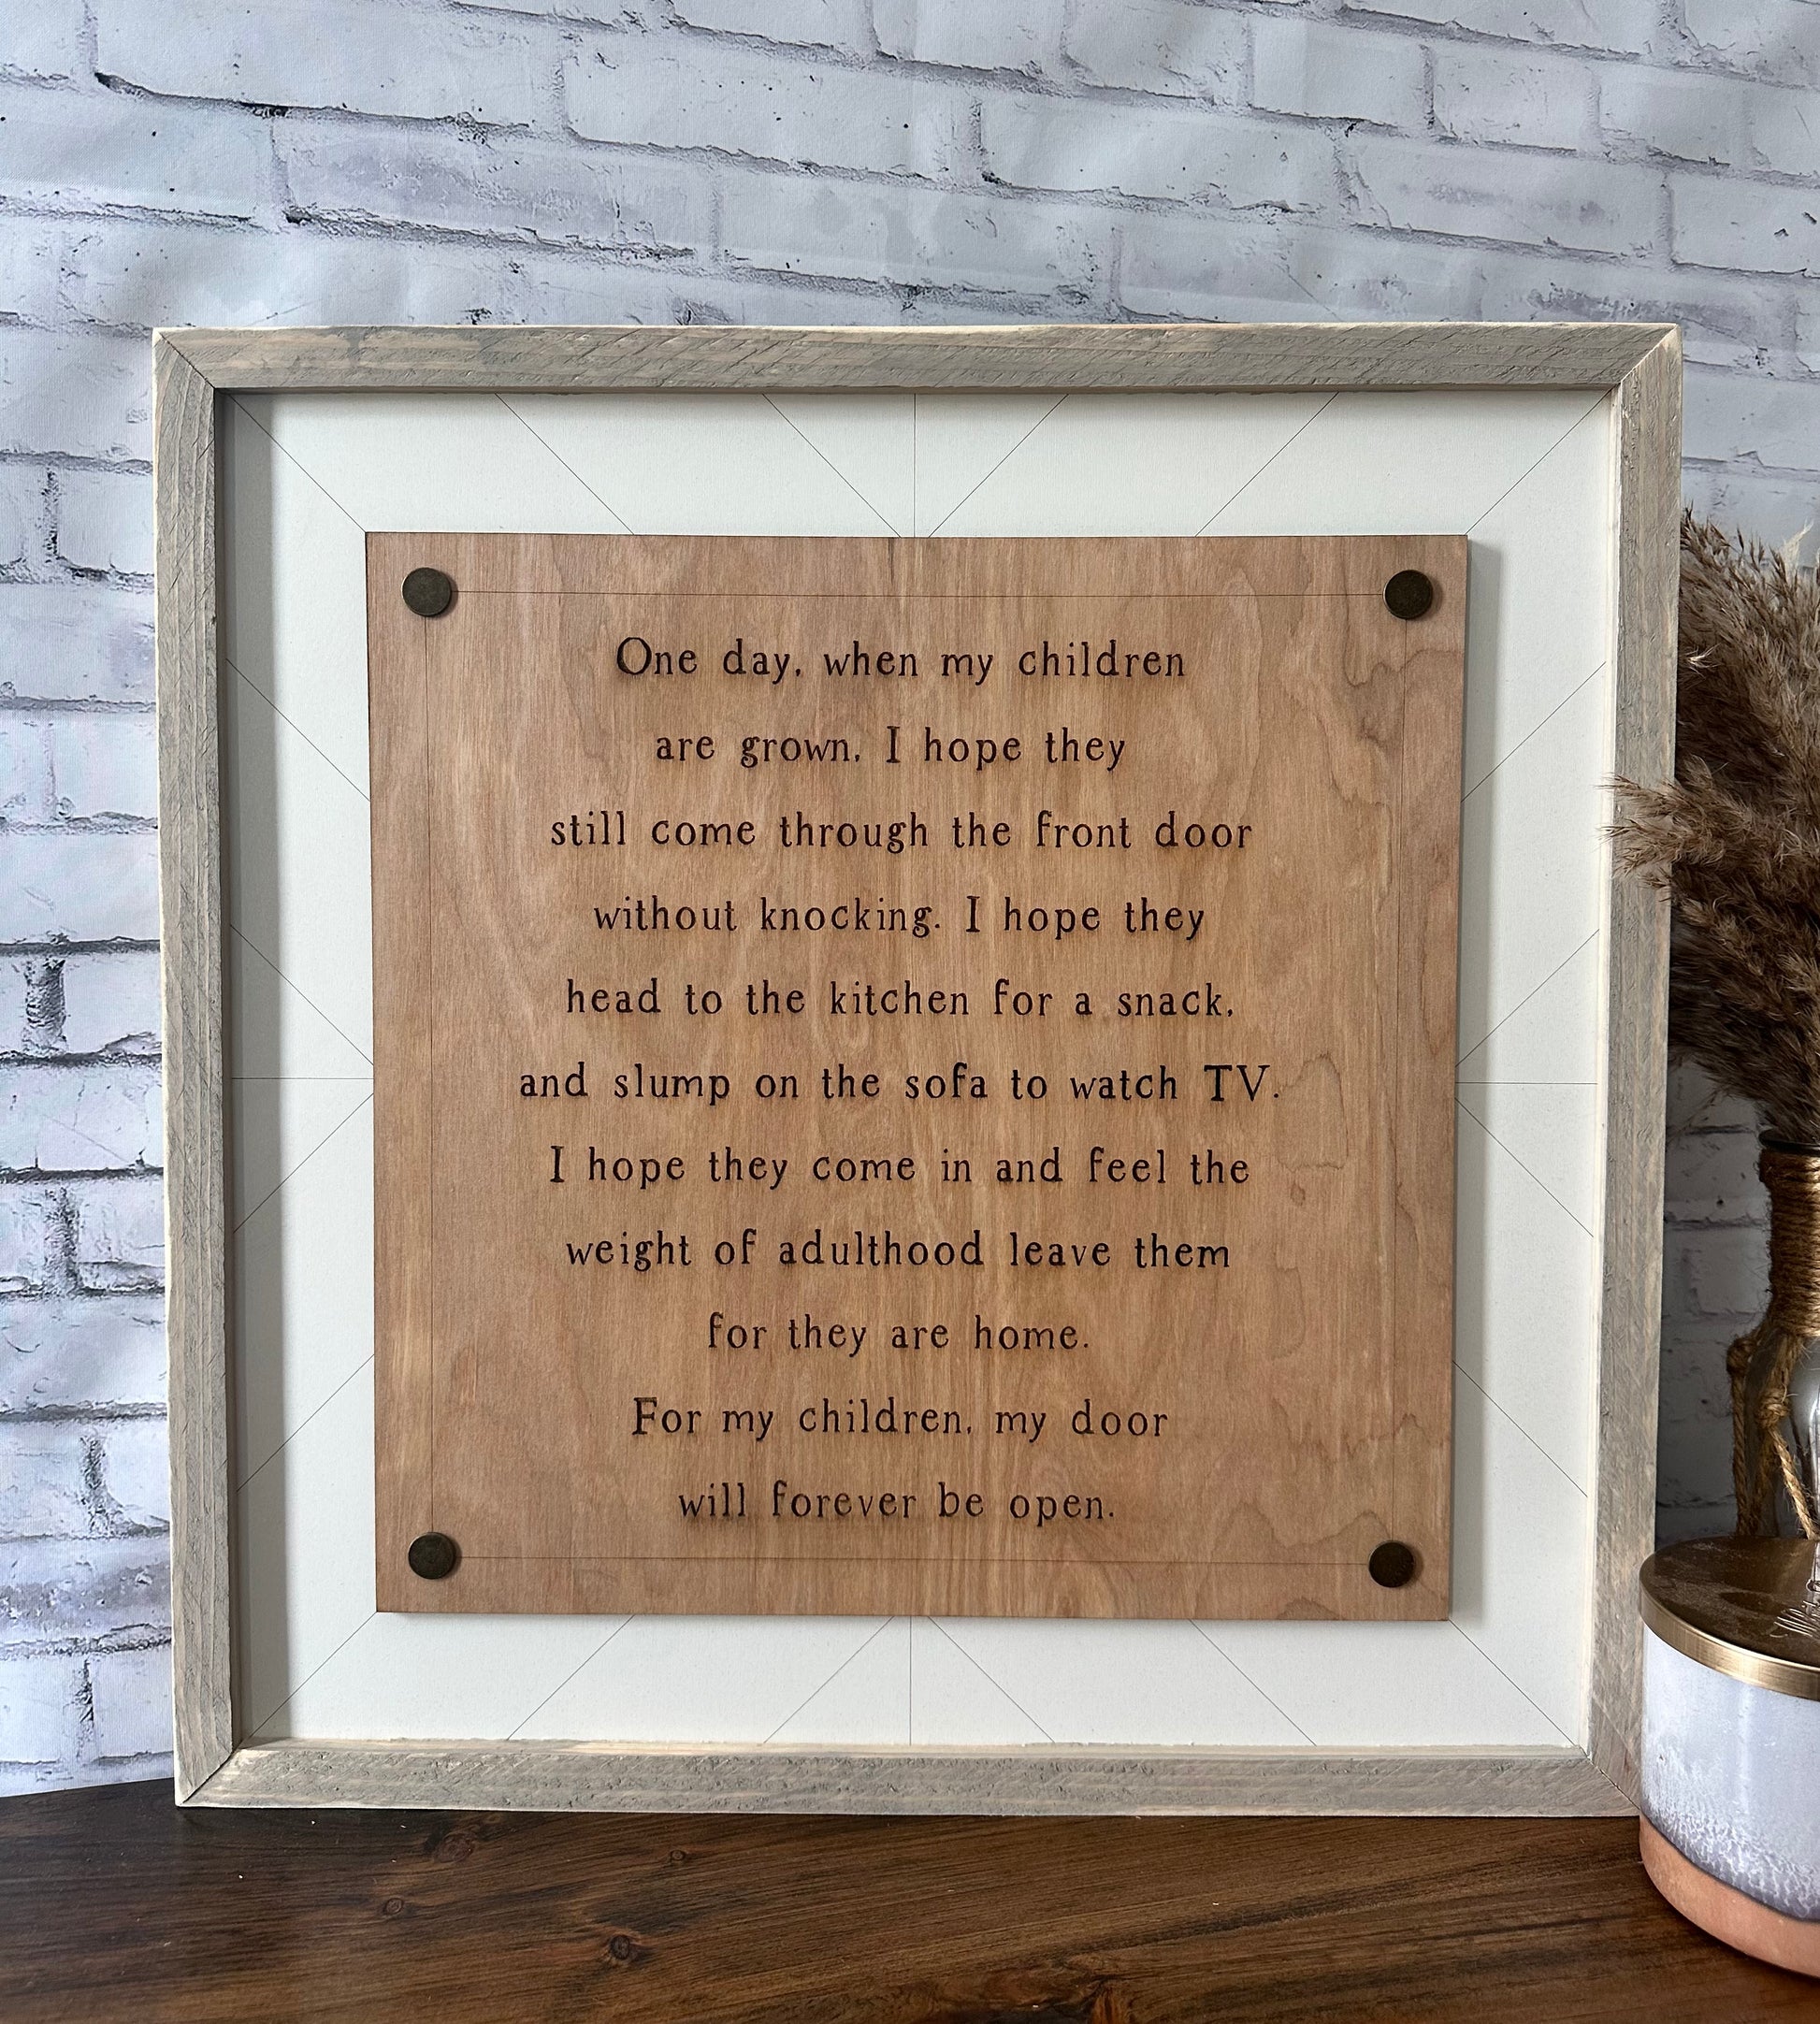 One day, when my children
are grown, I hope they
still come through the front door
without knocking. I hope they
head to the kitchen for a snack,
and slump on the sofa to watch TV.
I hope they come in and feel the
weight of adulthood leave them
for they are home.
For my children, my door
will forever be open.